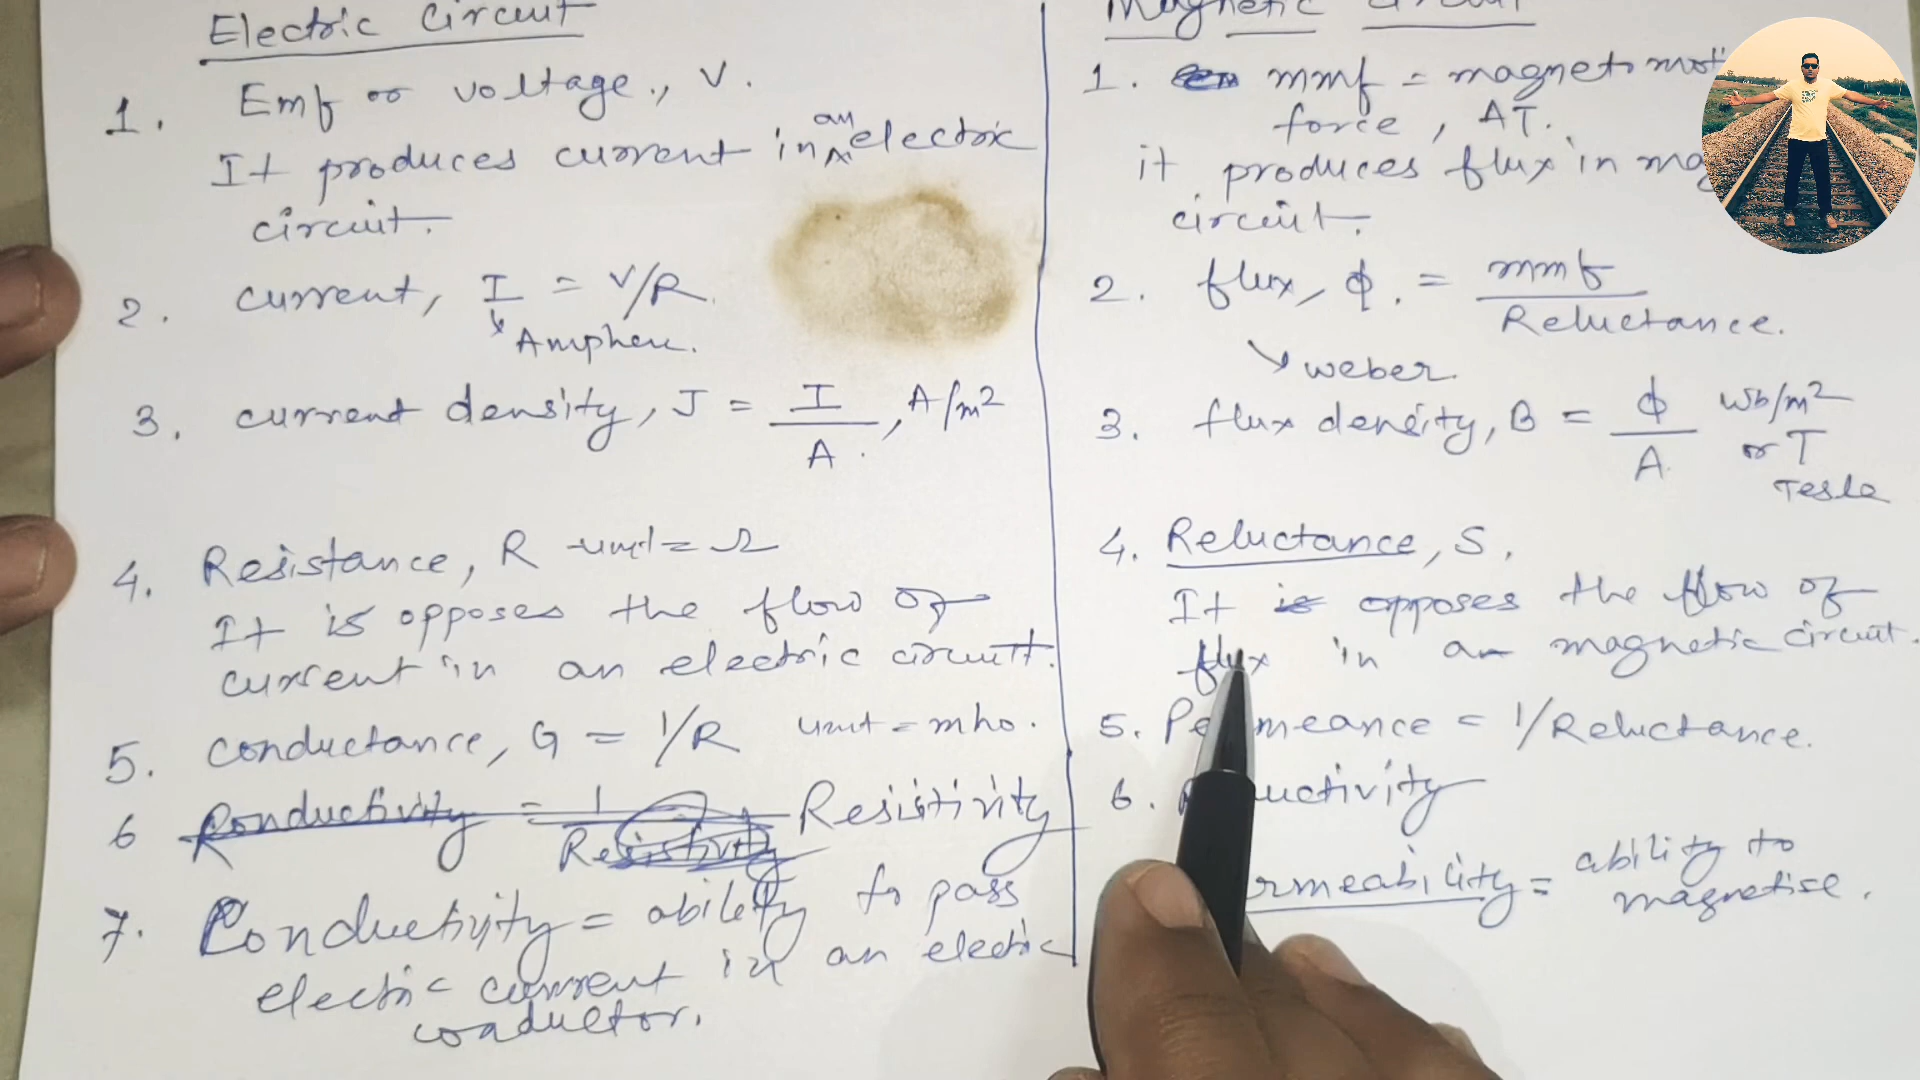 Electric Circuit
1. Emf or voltage, V.
It produces current in an electric
circuit.
2. current, I = V/R
Amphere.
3. current density, J = I/A, A/m²
4. Resistance, R unit = Ω
It is opposes the flow of
current in an electric circuit.
5. conductance, G = 1/R unit = mho.
6 Conductivity = 1/Resistivity Resistivity
7. Conductivity = ability to pass
electric current in an electric
conductor.
Magnetic Circuit
1. mmf = magneto
force, AT.
it produces flux in
circuit.
2. flux, ϕ. = mmf/Reluctance.
weber.
3. flux density, B = ϕ/A Wb/m²
or T
Tesla
4. Reluctance, S.
It is opposes the flow of
flux in a magnetic circuit.
5. Permeance = 1/Reluctance.
6.
= ability to
magnetise.